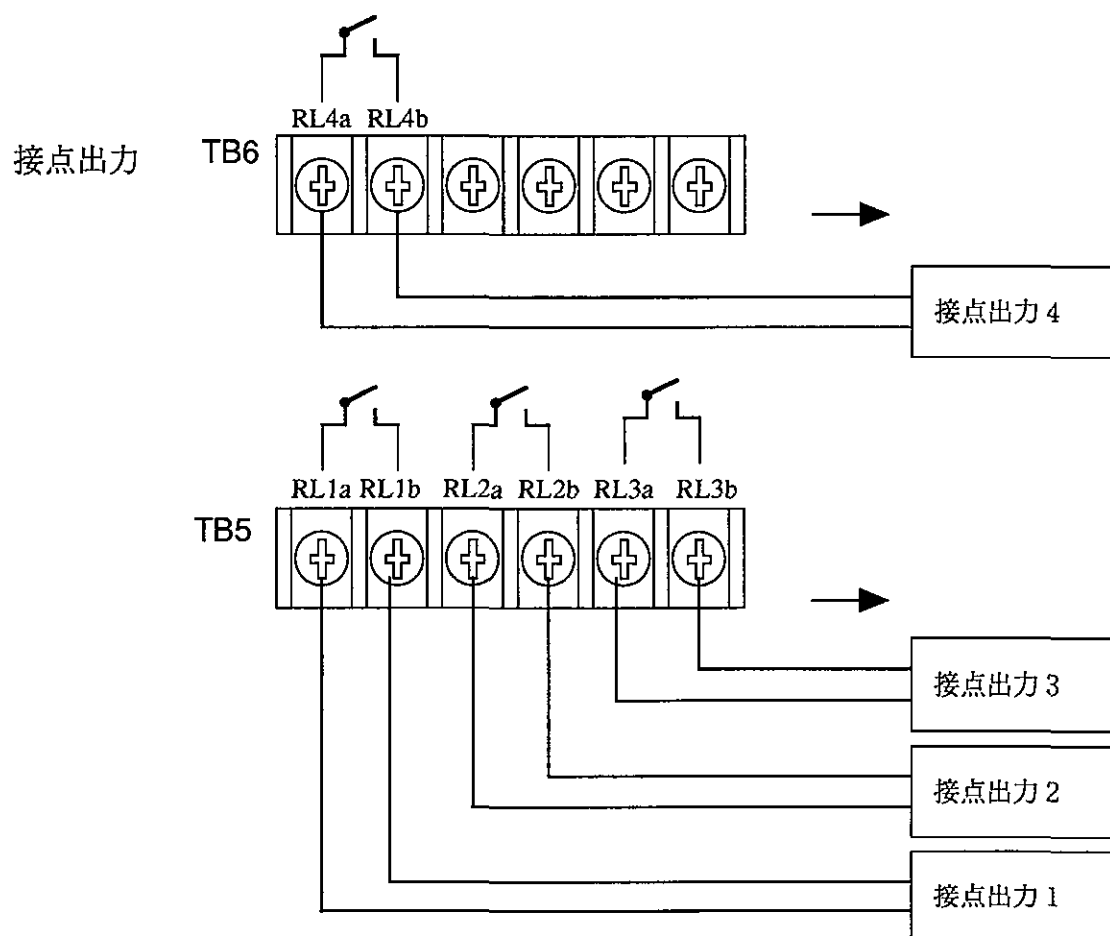 RL4a RL4b
接点出力 TB6
接点出力 4
RL1a RL1b RL2a RL2b RL3a RL3b
TB5
接点出力 3
接点出力 2
接点出力 1